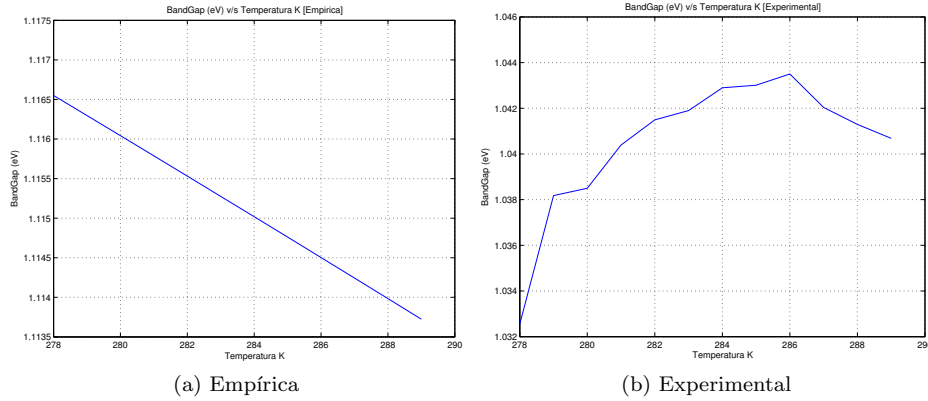 BandGap (eV) v/s Temperatura K [Empirica]
1.1175
1.117
1.1165
1.116
1.1155
1.115
1.1145
1.114
1.1135
BandGap (eV)
278 280 282 284 286 288 290
Temperatura K
(a) Empírica
BandGap (eV) v/s Temperatura K [Experimental]
1.046
1.044
1.042
1.04
1.038
1.036
1.034
1.032
BandGap (eV)
278 280 282 284 286 288 290
Temperatura K
(b) Experimental